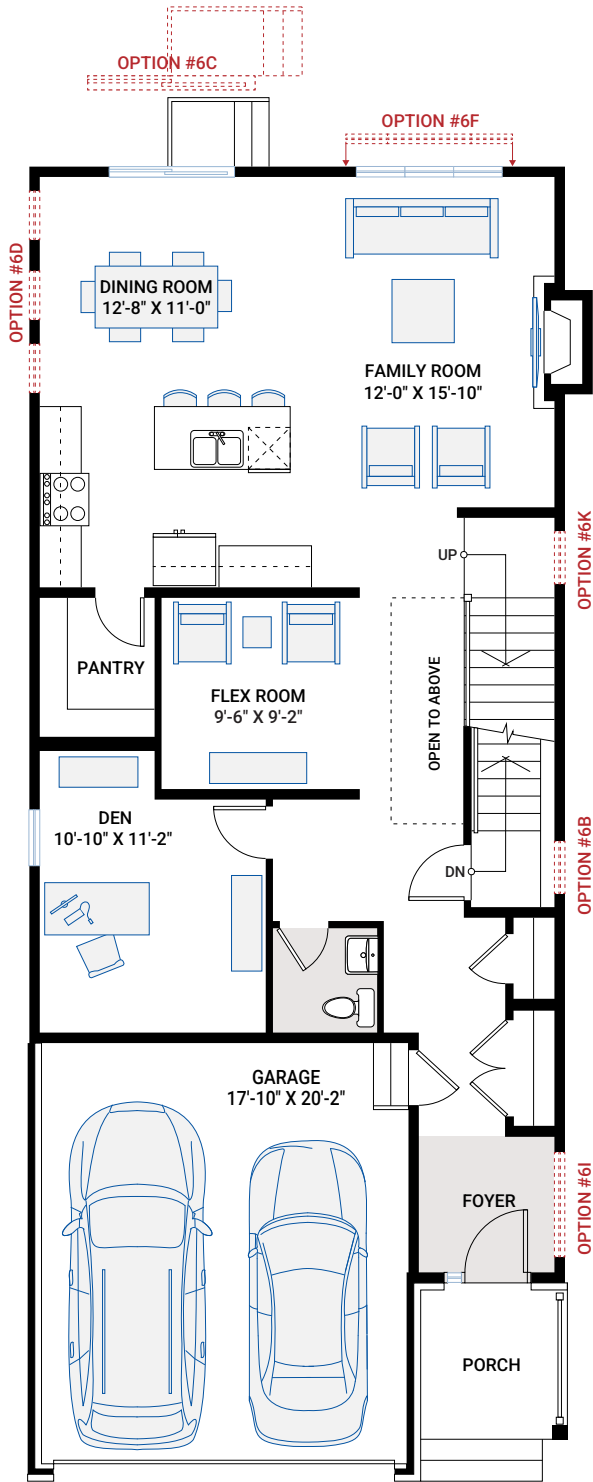 OPTION #6C
OPTION #6F
OPTION #6D
DINING ROOM
12'-8" X 11'-0"
FAMILY ROOM
12'-0" X 15'-10"
OPTION #6K
UP
PANTRY
FLEX ROOM
9'-6" X 9'-2"
OPEN TO ABOVE
DEN
10'-10" X 11'-2"
OPTION #6B
DN
GARAGE
17'-10" X 20'-2"
FOYER
OPTION #6I
PORCH